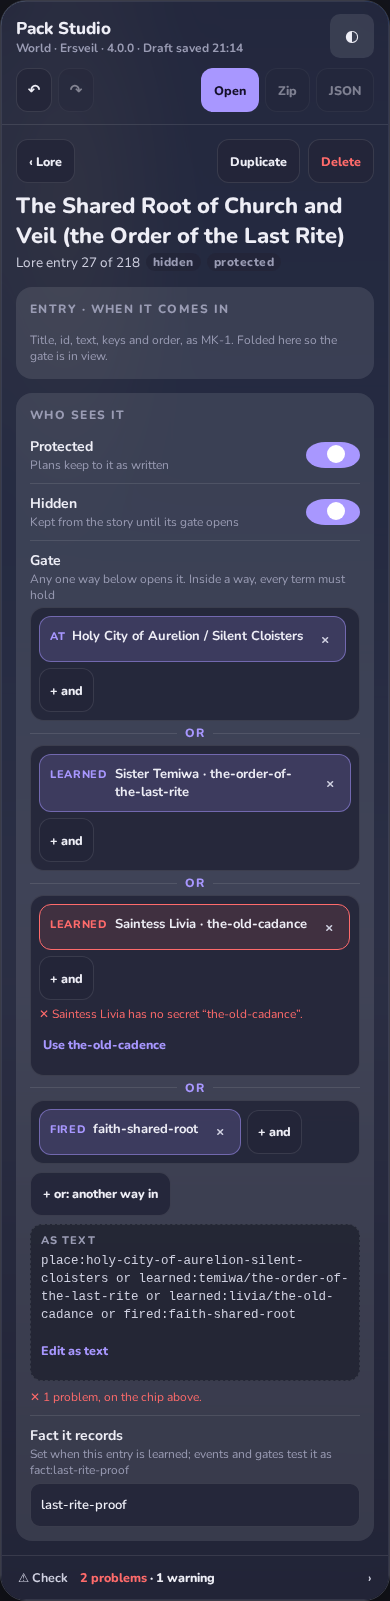 Pack Studio
World · Ersveil · 4.0.0 · Draft saved 21:14
Open Zip JSON
‹ Lore Duplicate Delete
The Shared Root of Church and
Veil (the Order of the Last Rite)
Lore entry 27 of 218 hidden protected
ENTRY · WHEN IT COMES IN
Title, id, text, keys and order, as MK-1. Folded here so the
gate is in view.
WHO SEES IT
Protected
Plans keep to it as written
Hidden
Kept from the story until its gate opens
Gate
Any one way below opens it. Inside a way, every term must
hold
AT Holy City of Aurelion / Silent Cloisters ×
+ and
OR
LEARNED Sister Temiwa · the-order-of-
the-last-rite ×
+ and
OR
LEARNED Saintess Livia · the-old-cadance ×
+ and
✕ Saintess Livia has no secret “the-old-cadance”.
Use the-old-cadence
OR
FIRED faith-shared-root × + and
+ or: another way in
AS TEXT
place:holy-city-of-aurelion-silent-
cloisters or learned:temiwa/the-order-of-
the-last-rite or learned:livia/the-old-
cadance or fired:faith-shared-root
Edit as text
✕ 1 problem, on the chip above.
Fact it records
Set when this entry is learned; events and gates test it as
fact:last-rite-proof
last-rite-proof
⚠ Check 2 problems · 1 warning ›